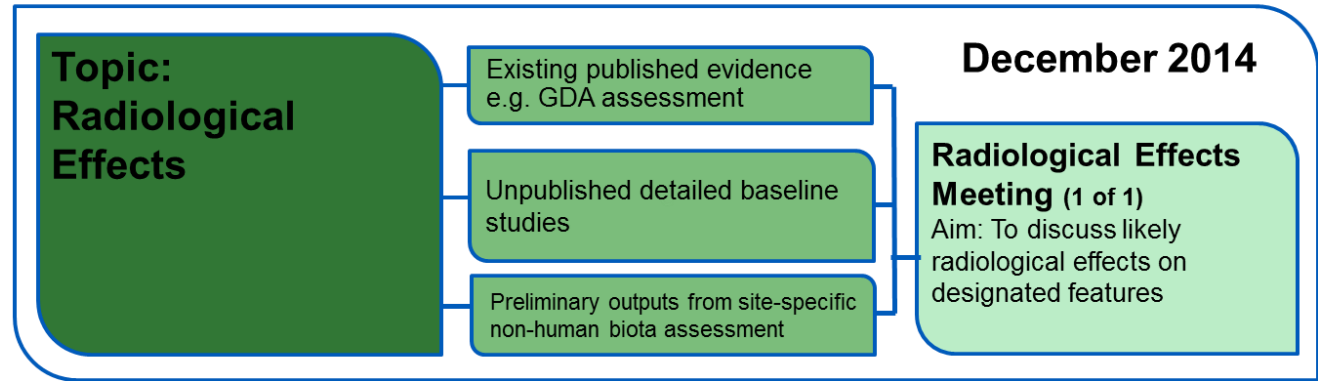 Topic:
Radiological
Effects
Existing published evidence
e.g. GDA assessment
Unpublished detailed baseline
studies
Preliminary outputs from site-specific
non-human biota assessment
December 2014
Radiological Effects
Meeting (1 of 1)
Aim: To discuss likely
radiological effects on
designated features